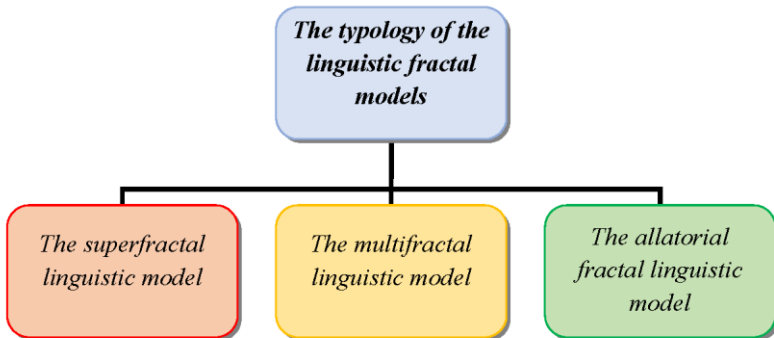 The typology of the
linguistic fractal
models
The superfractal
linguistic model
The multifractal
linguistic model
The allatorial
fractal linguistic
model